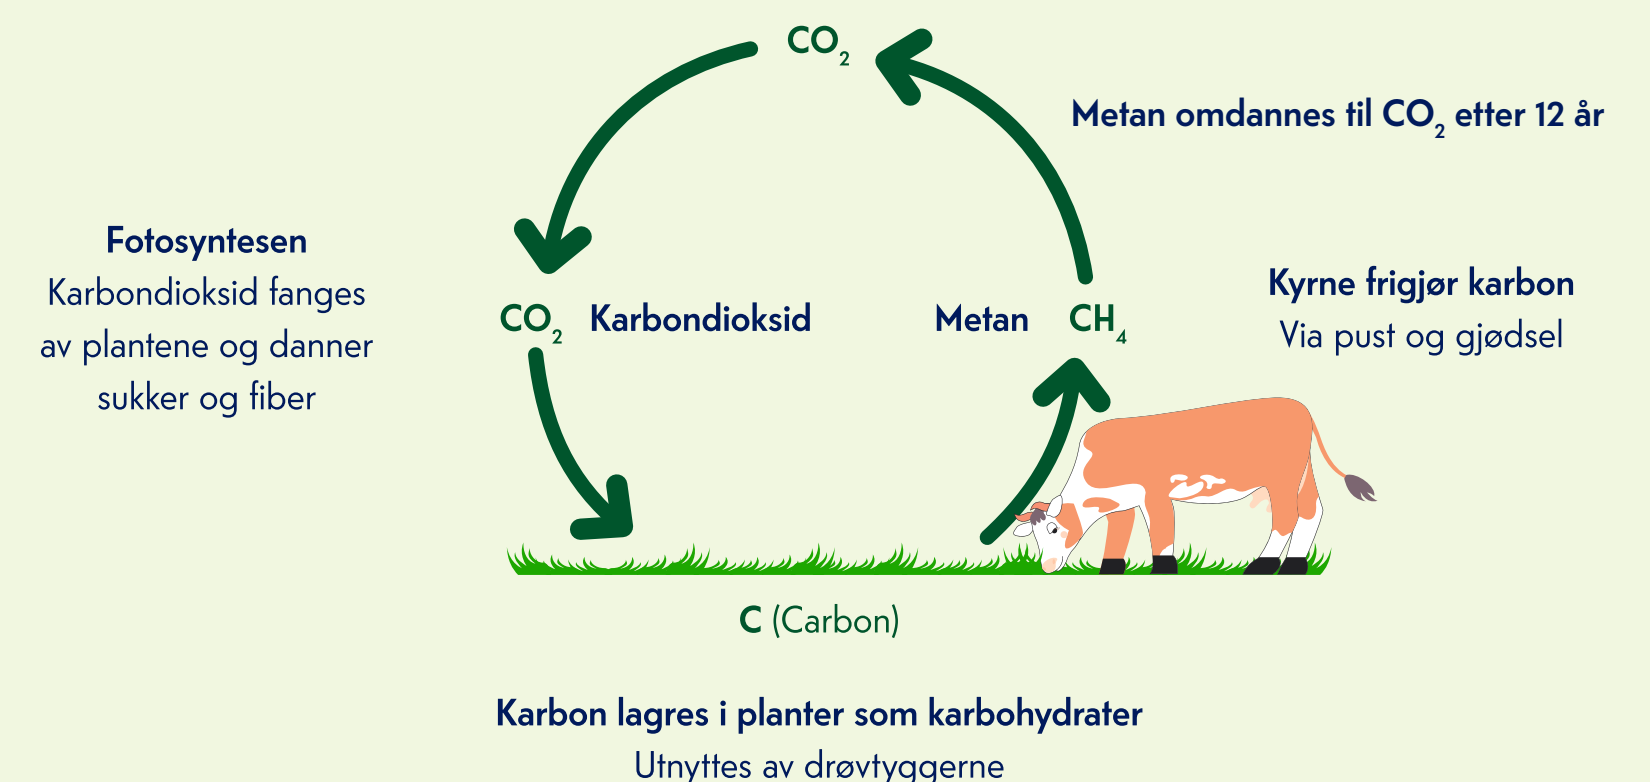 CO2
Metan omdannes til CO2 etter 12 år
Fotosyntesen
Karbondioksid fanges
av plantene og danner
sukker og fiber
CO2 Karbondioksid
Metan CH4
Kyrne frigjør karbon
Via pust og gjødsel
C (Carbon)
Karbon lagres i planter som karbohydrater
Utnyttes av drøvtyggerne